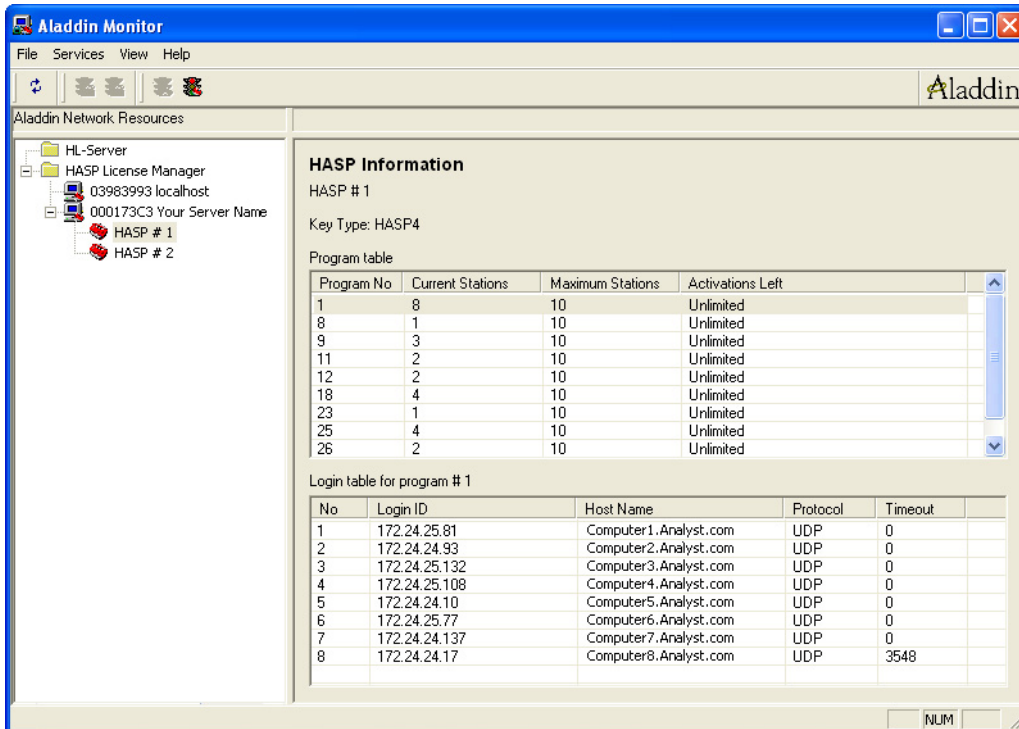 Aladdin Monitor
File Services View Help
Aladdin
Aladdin Network Resources
HL-Server
HASP License Manager
03983993 localhost
000173C3 Your Server Name
HASP # 1
HASP # 2
HASP Information
HASP # 1
Key Type: HASP4
Program table
Program No Current Stations Maximum Stations Activations Left
1 8 10 Unlimited
8 1 10 Unlimited
9 3 10 Unlimited
11 2 10 Unlimited
12 2 10 Unlimited
18 4 10 Unlimited
23 1 10 Unlimited
25 4 10 Unlimited
26 2 10 Unlimited
Login table for program # 1
No Login ID Host Name Protocol Timeout
1 172.24.25.81 Computer1.Analyst.com UDP 0
2 172.24.24.93 Computer2.Analyst.com UDP 0
3 172.24.25.132 Computer3.Analyst.com UDP 0
4 172.24.25.108 Computer4.Analyst.com UDP 0
5 172.24.24.10 Computer5.Analyst.com UDP 0
6 172.24.25.77 Computer6.Analyst.com UDP 0
7 172.24.24.137 Computer7.Analyst.com UDP 0
8 172.24.24.17 Computer8.Analyst.com UDP 3548
NUM